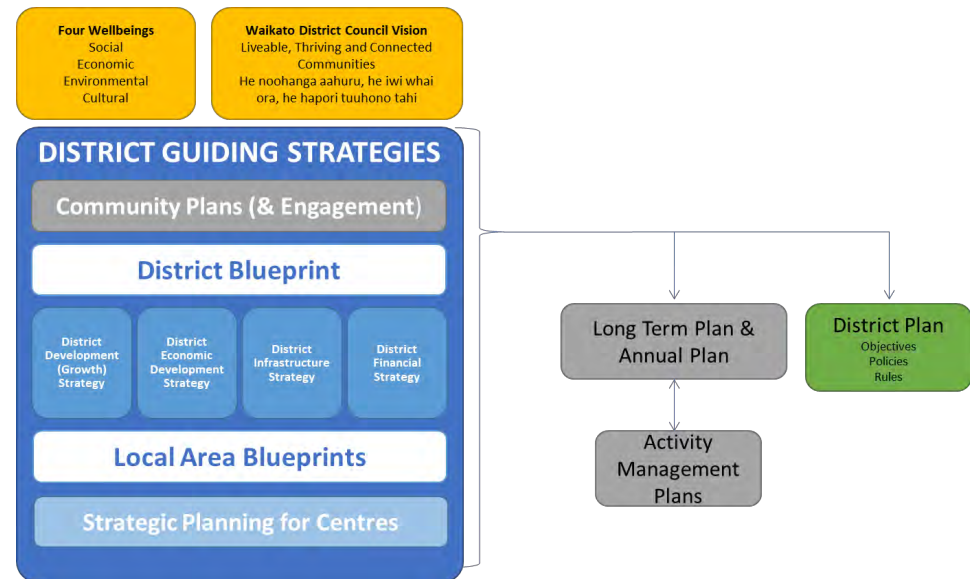 Four Wellbeings
Social
Economic
Environmental
Cultural
Waikato District Council Vision
Liveable, Thriving and Connected
Communities
He noohanga aahuru, he iwi whai
ora, he hapori tuuhono tahi
DISTRICT GUIDING STRATEGIES
Community Plans (& Engagement)
District Blueprint
District
Development
(Growth)
Strategy
District
Economic
Development
Strategy
District
Infrastructure
Strategy
District
Financial
Strategy
Local Area Blueprints
Strategic Planning for Centres
Long Term Plan &
Annual Plan
Activity
Management
Plans
District Plan
Objectives
Policies
Rules